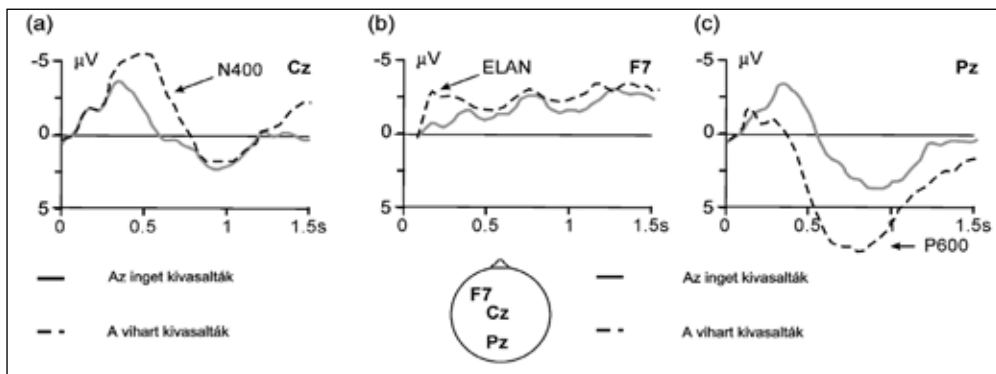 (a)
-5
μV
N400
Cz
0
5
0 0.5 1 1.5s
(b)
-5
μV
ELAN
F7
0
5
0 0.5 1 1.5s
(c)
-5
μV
Pz
0
5
0 0.5 1 1.5s
P600
Az inget kivasalták
A vihart kivasalták
F7
Cz
Pz
Az inget kivasalták
A vihart kivasalták